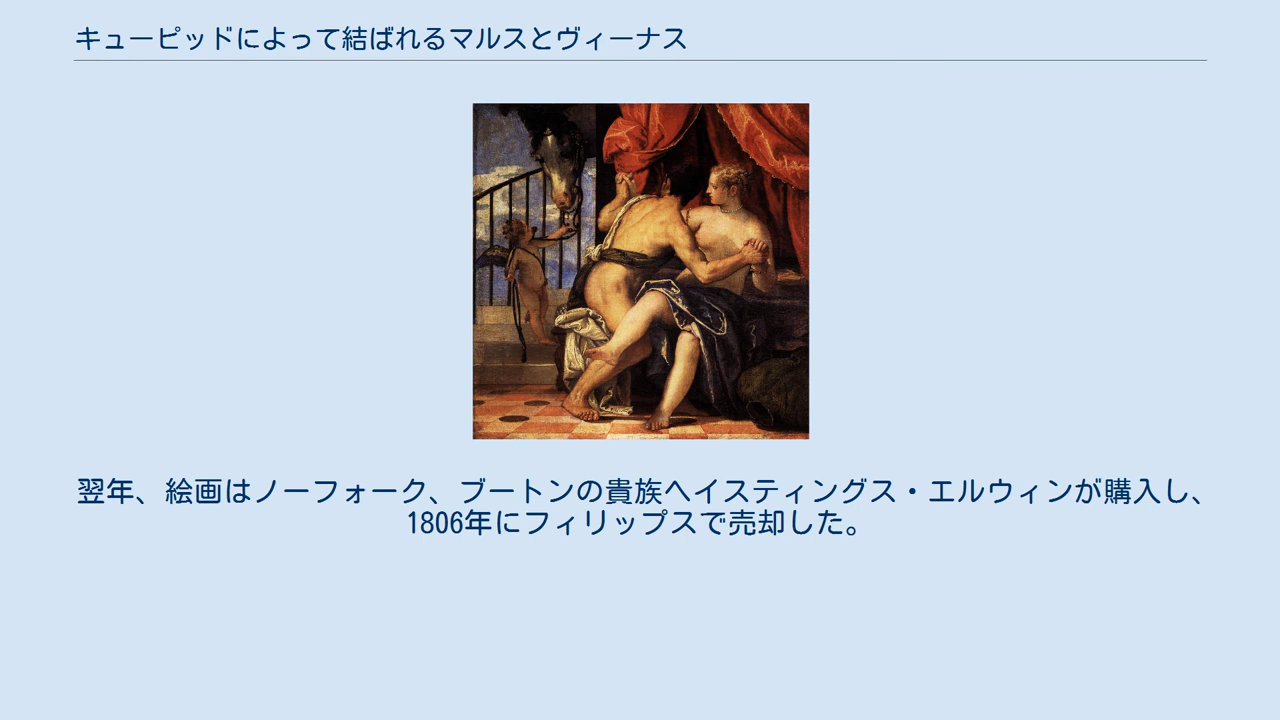 キューピッドによって結ばれるマルスとヴィーナス
翌年、絵画はノーフォーク、ブートンの貴族ヘイスティングス・エルウィンが購入し、
1806年にフィリップスで売却した。